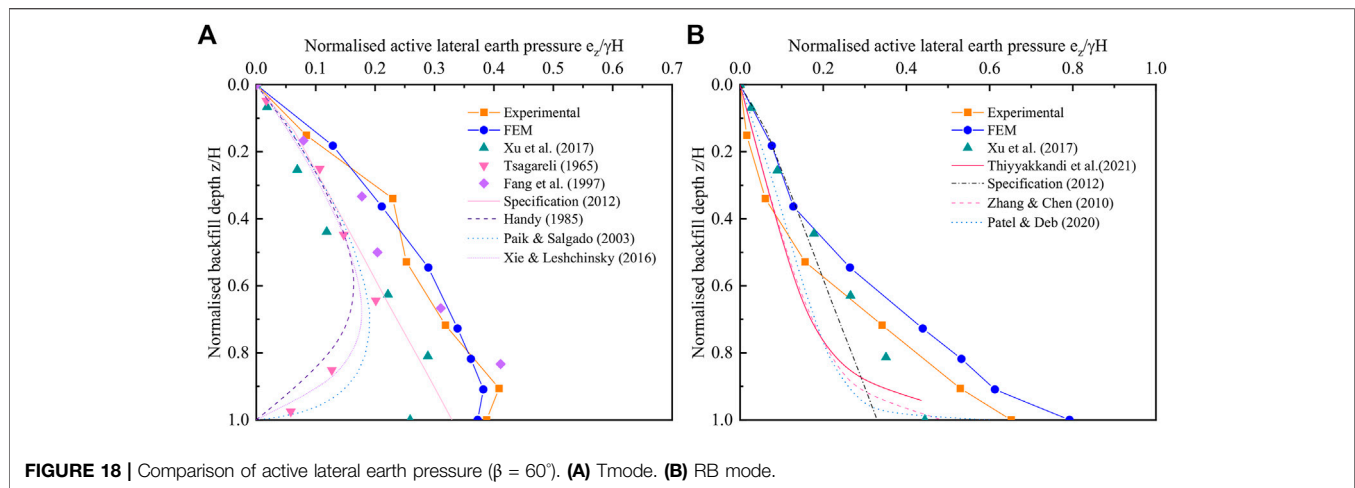 A
Normalised active lateral earth pressure e_z/γH
0.0 0.1 0.2 0.3 0.4 0.5 0.6 0.7
0.0
0.2
0.4
0.6
0.8
1.0
Normalised backfill depth z/H
Experimental
FEM
Xu et al. (2017)
Tsagareli (1965)
Fang et al. (1997)
Specification (2012)
Handy (1985)
Paik & Salgado (2003)
Xie & Leshchinsky (2016)
B
Normalised active lateral earth pressure e_z/γH
0.0 0.2 0.4 0.6 0.8 1.0
0.0
0.2
0.4
0.6
0.8
1.0
Normalised backfill depth z/H
Experimental
FEM
Xu et al. (2017)
Thiyyakkandi et al.(2021)
Specification (2012)
Zhang & Chen (2010)
Patel & Deb (2020)
FIGURE 18 | Comparison of active lateral earth pressure (β = 60°). (A) Tmode. (B) RB mode.